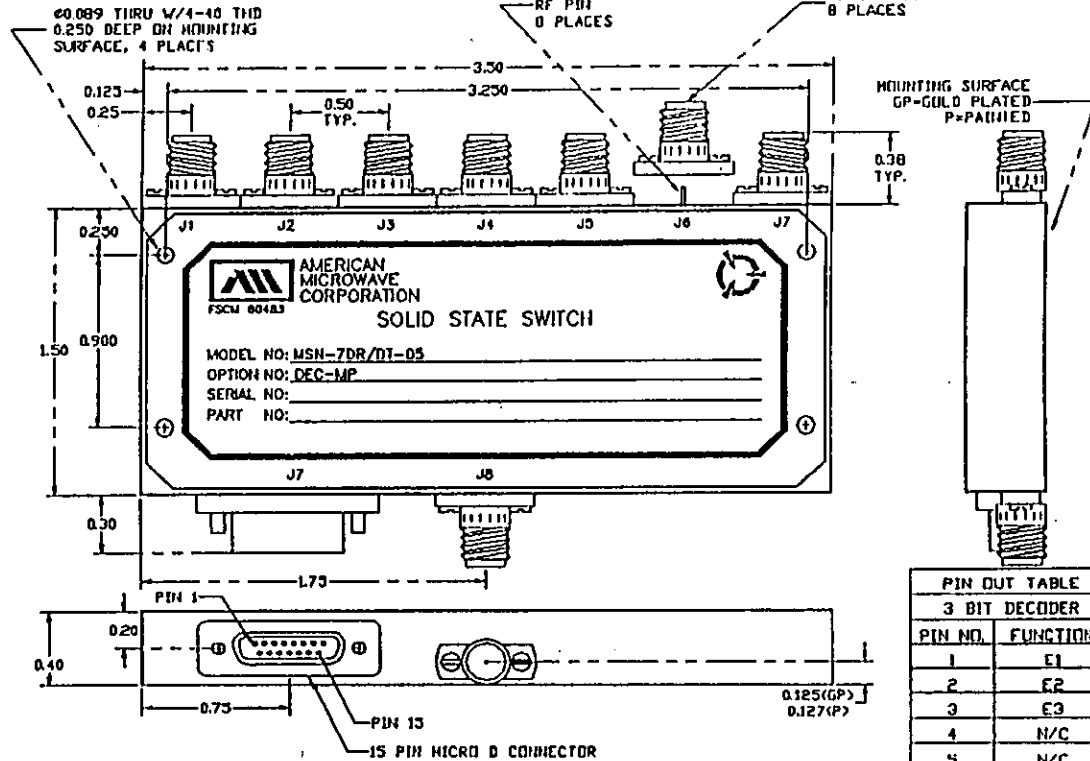 ⌀0.089 THRU W/4-40 THD
0.250 DEEP ON MOUNTING
SURFACE, 4 PLACES
RF PIN
8 PLACES
8 PLACES
3.50
3.250
0.125
0.25
0.50
TYP.
MOUNTING SURFACE
GP=GOLD PLATED
P=PAINTED
0.38
TYP.
J1
J2
J3
J4
J5
J6
J7
0.250
0.900
1.50
AMERICAN
MICROWAVE
CORPORATION
FSCM 60483
SOLID STATE SWITCH
MODEL NO: MSN-7DR/DT-05
OPTION NO: DEC-MP
SERIAL NO:
PART NO:
J7
J8
0.30
1.75
PIN 1
0.20
0.40
0.75
PIN 15
15 PIN MICRO D CONNECTOR
0.125(GP)
0.127(P)
PIN OUT TABLE
3 BIT DECODER
PIN NO. FUNCTION
1 E1
2 E2
3 E3
4 N/C
5 N/C